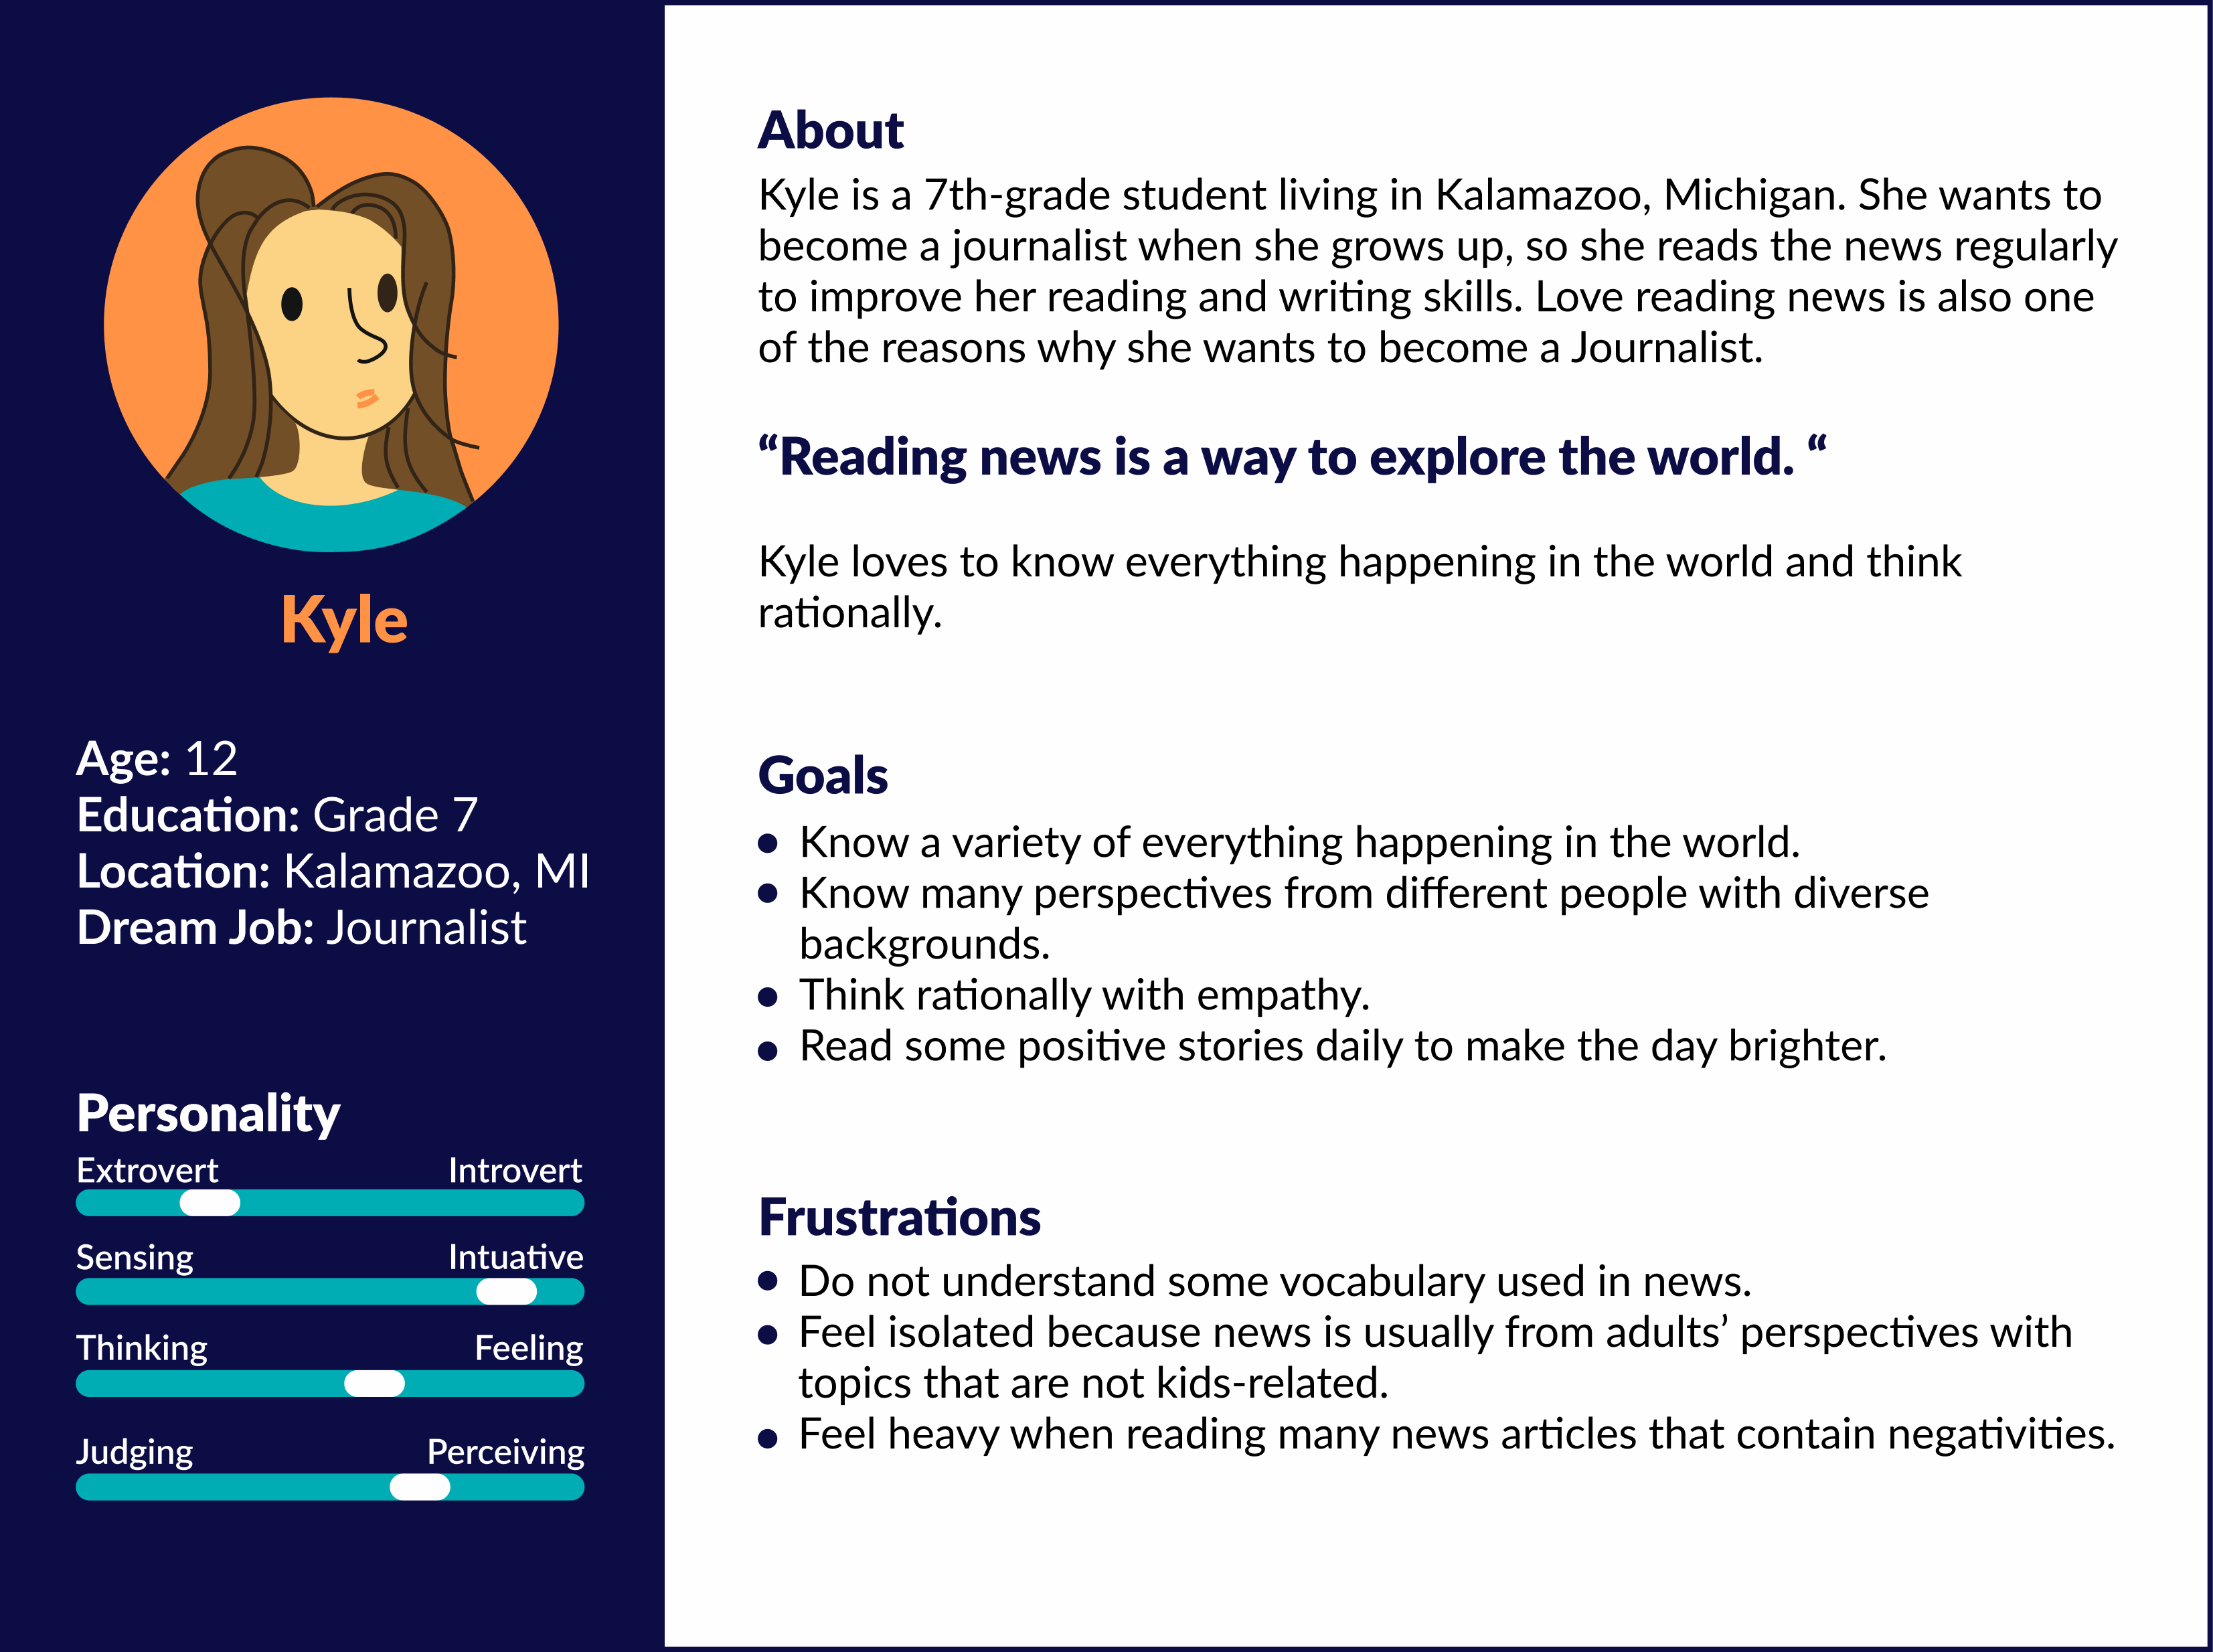 Kyle
Age: 12
Education: Grade 7
Location: Kalamazoo, MI
Dream Job: Journalist
Personality
Extrovert Introvert
Sensing Intuative
Thinking Feeling
Judging Perceiving
About
Kyle is a 7th-grade student living in Kalamazoo, Michigan. She wants to
become a journalist when she grows up, so she reads the news regularly
to improve her reading and writing skills. Love reading news is also one
of the reasons why she wants to become a Journalist.
“Reading news is a way to explore the world. “
Kyle loves to know everything happening in the world and think
rationally.
Goals
● Know a variety of everything happening in the world.
● Know many perspectives from different people with diverse
backgrounds.
● Think rationally with empathy.
● Read some positive stories daily to make the day brighter.
Frustrations
● Do not understand some vocabulary used in news.
● Feel isolated because news is usually from adults’ perspectives with
topics that are not kids-related.
● Feel heavy when reading many news articles that contain negativities.